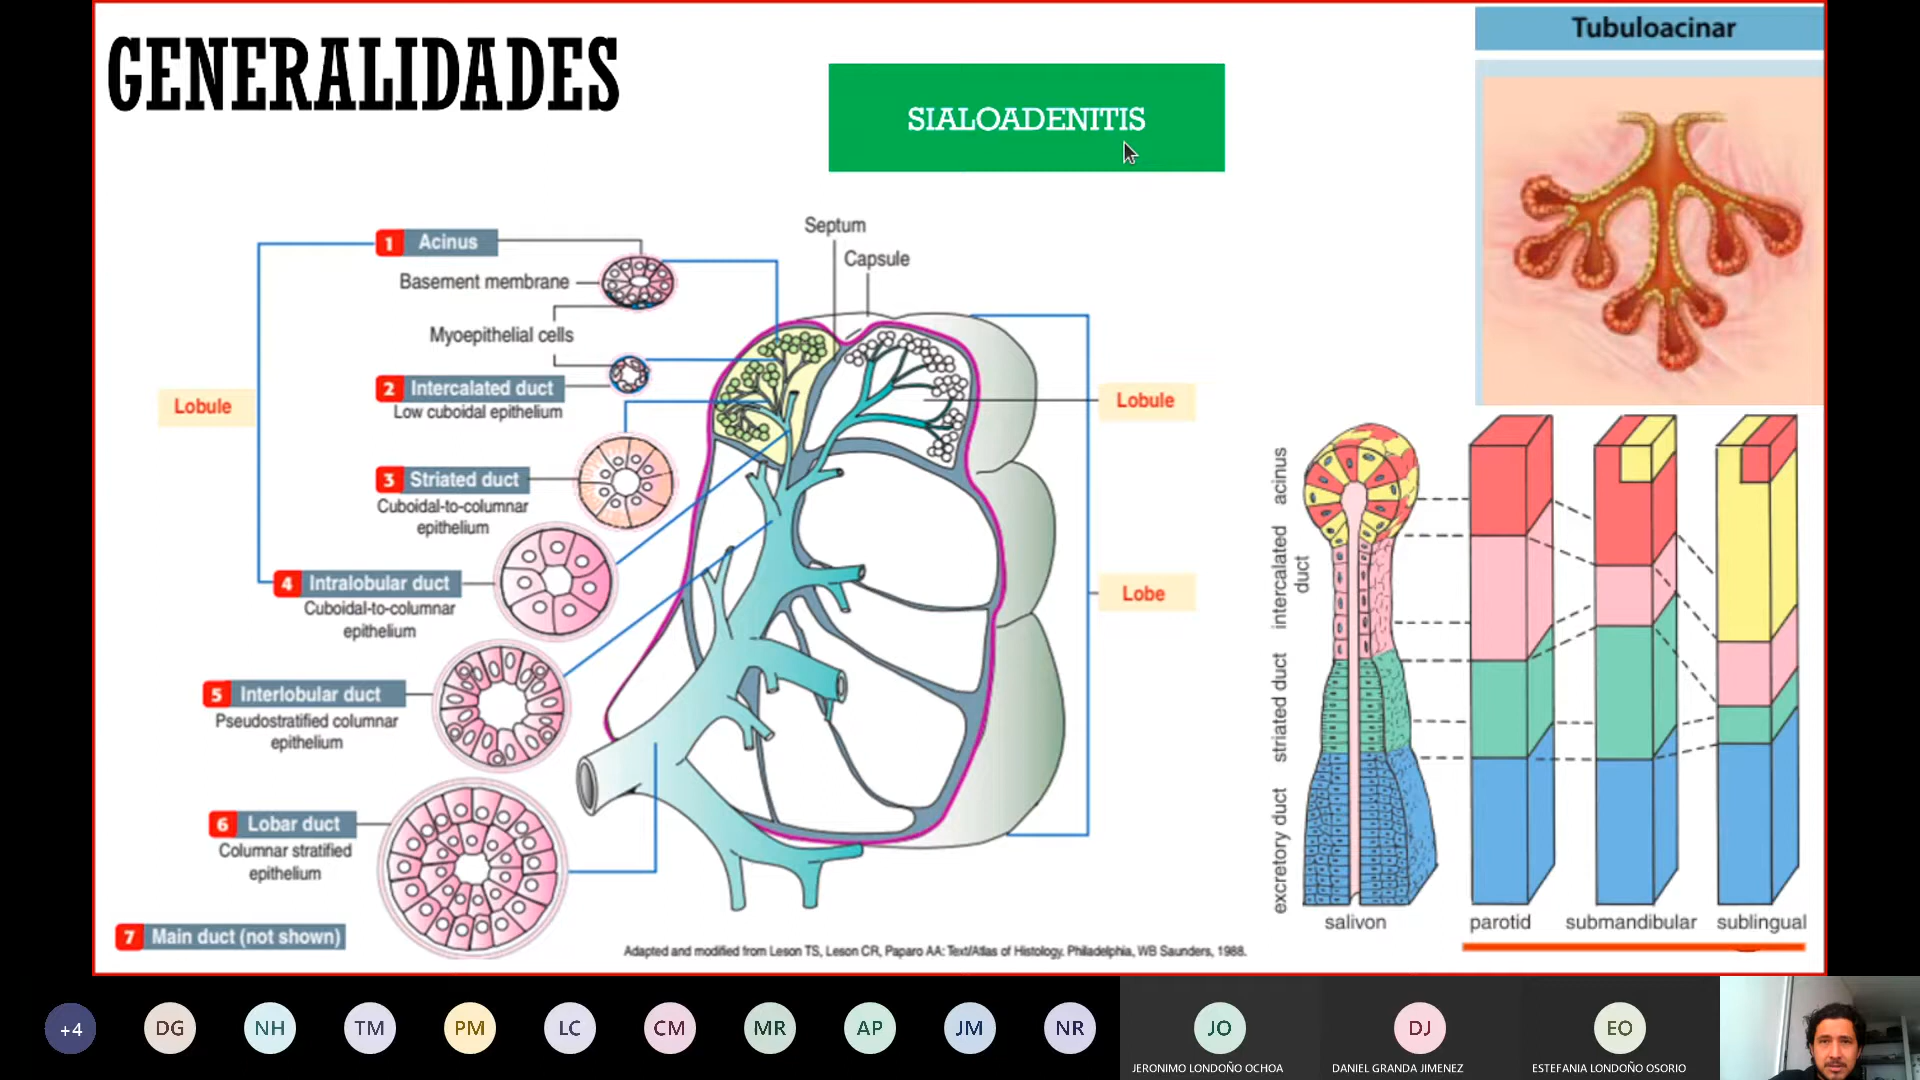 GENERALIDADES
SIALOADENITIS
Tubuloacinar
Septum
Capsule
1 Acinus
Basement membrane
Myoepithelial cells
2 Intercalated duct
Low cuboidal epithelium
Lobule
3 Striated duct
Cuboidal-to-columnar
epithelium
4 Intralobular duct
Cuboidal-to-columnar
epithelium
5 Interlobular duct
Pseudostratified columnar
epithelium
6 Lobar duct
Columnar stratified
epithelium
7 Main duct (not shown)
Lobule
Lobe
Adapted and modified from Leson TS, Leson CR, Paparo AA: Text/Atlas of Histology. Philadelphia, WB Saunders, 1988.
acinus
intercalated
duct
striated duct
excretory duct
salivon
parotid
submandibular
sublingual
+4
DG
NH
TM
PM
LC
CM
MR
AP
JM
NR
JO
DJ
EO
JERONIMO LONDOÑO OCHOA
DANIEL GRANDA JIMENEZ
ESTEFANIA LONDOÑO OSORIO